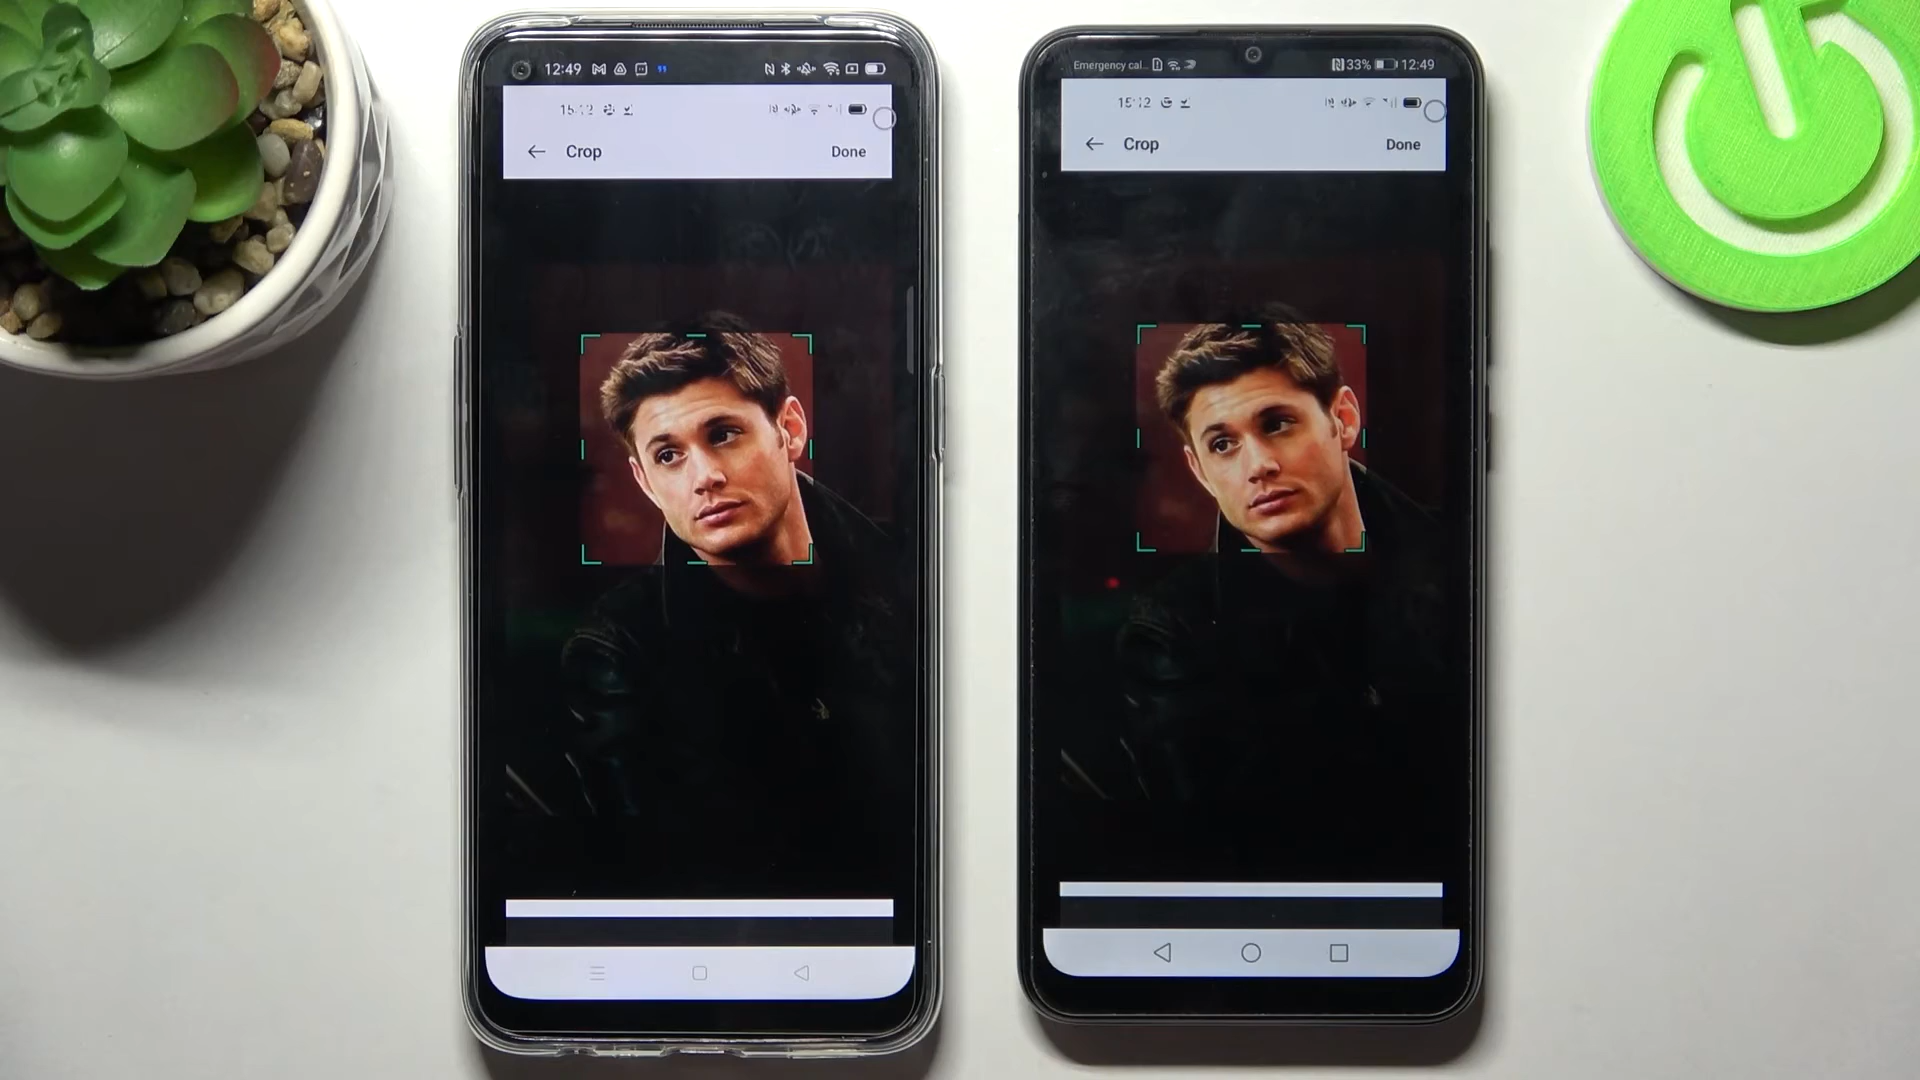 12:49
15:12
Crop
Done
Emergency cal...
33% 12:49
15:12
Crop
Done